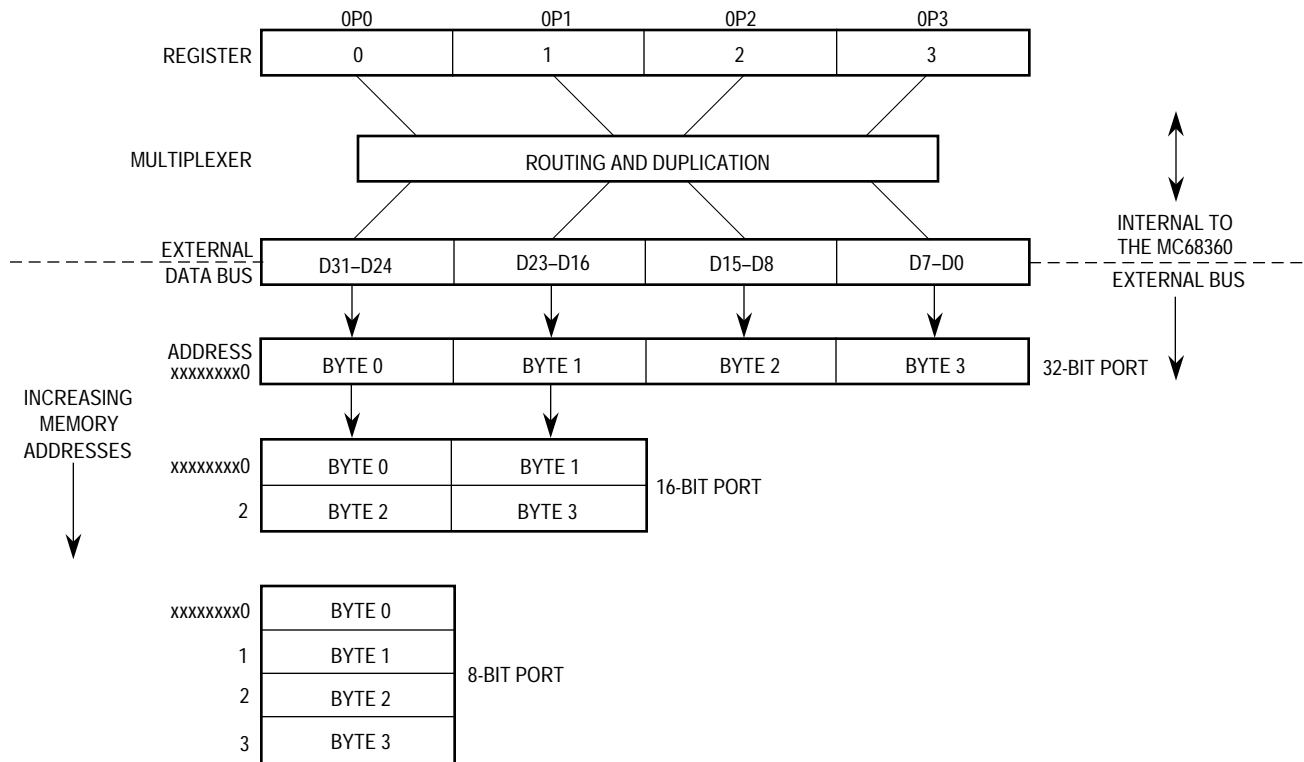 0P0 0P1 0P2 0P3
REGISTER 0 1 2 3
MULTIPLEXER ROUTING AND DUPLICATION
INTERNAL TO
THE MC68360
EXTERNAL
DATA BUS D31–D24 D23–D16 D15–D8 D7–D0
EXTERNAL BUS
ADDRESS
xxxxxxxx0 BYTE 0 BYTE 1 BYTE 2 BYTE 3 32-BIT PORT
INCREASING
MEMORY
ADDRESSES
xxxxxxxx0 BYTE 0 BYTE 1
2 BYTE 2 BYTE 3
16-BIT PORT
xxxxxxxx0 BYTE 0
1 BYTE 1
2 BYTE 2
3 BYTE 3
8-BIT PORT